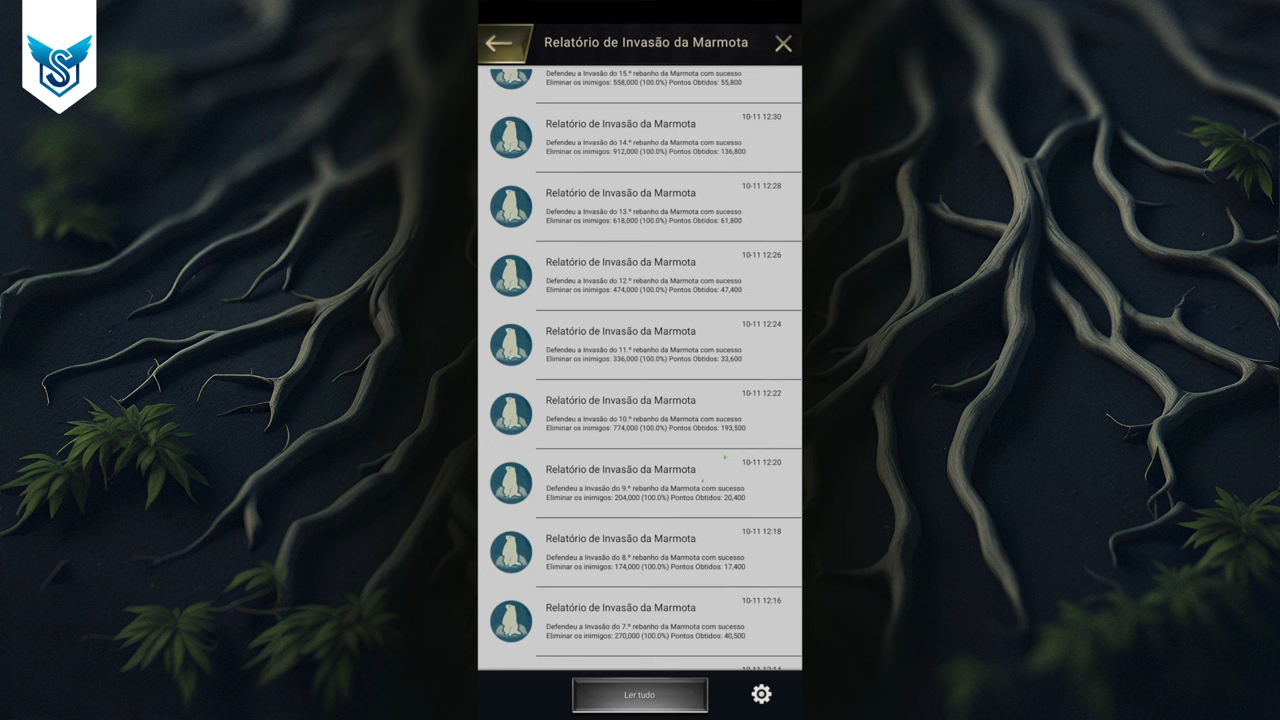 Relatório de Invasão da Marmota
Defendeu a Invasão do 15.º rebanho da Marmota com sucesso
Eliminar os inimigos: 558,000 (100.0%) Pontos Obtidos: 55,800
10-11 12:30
Relatório de Invasão da Marmota
Defendeu a Invasão do 14.º rebanho da Marmota com sucesso
Eliminar os inimigos: 912,000 (100.0%) Pontos Obtidos: 136,800
10-11 12:28
Relatório de Invasão da Marmota
Defendeu a Invasão do 13.º rebanho da Marmota com sucesso
Eliminar os inimigos: 618,000 (100.0%) Pontos Obtidos: 61,800
10-11 12:26
Relatório de Invasão da Marmota
Defendeu a Invasão do 12.º rebanho da Marmota com sucesso
Eliminar os inimigos: 474,000 (100.0%) Pontos Obtidos: 47,400
10-11 12:24
Relatório de Invasão da Marmota
Defendeu a Invasão do 11.º rebanho da Marmota com sucesso
Eliminar os inimigos: 336,000 (100.0%) Pontos Obtidos: 33,600
10-11 12:22
Relatório de Invasão da Marmota
Defendeu a Invasão do 10.º rebanho da Marmota com sucesso
Eliminar os inimigos: 774,000 (100.0%) Pontos Obtidos: 193,500
10-11 12:20
Relatório de Invasão da Marmota
Defendeu a Invasão do 9.º rebanho da Marmota com sucesso
Eliminar os inimigos: 204,000 (100.0%) Pontos Obtidos: 20,400
10-11 12:18
Relatório de Invasão da Marmota
Defendeu a Invasão do 8.º rebanho da Marmota com sucesso
Eliminar os inimigos: 174,000 (100.0%) Pontos Obtidos: 17,400
10-11 12:16
Relatório de Invasão da Marmota
Defendeu a Invasão do 7.º rebanho da Marmota com sucesso
Eliminar os inimigos: 270,000 (100.0%) Pontos Obtidos: 40,500
Ler tudo